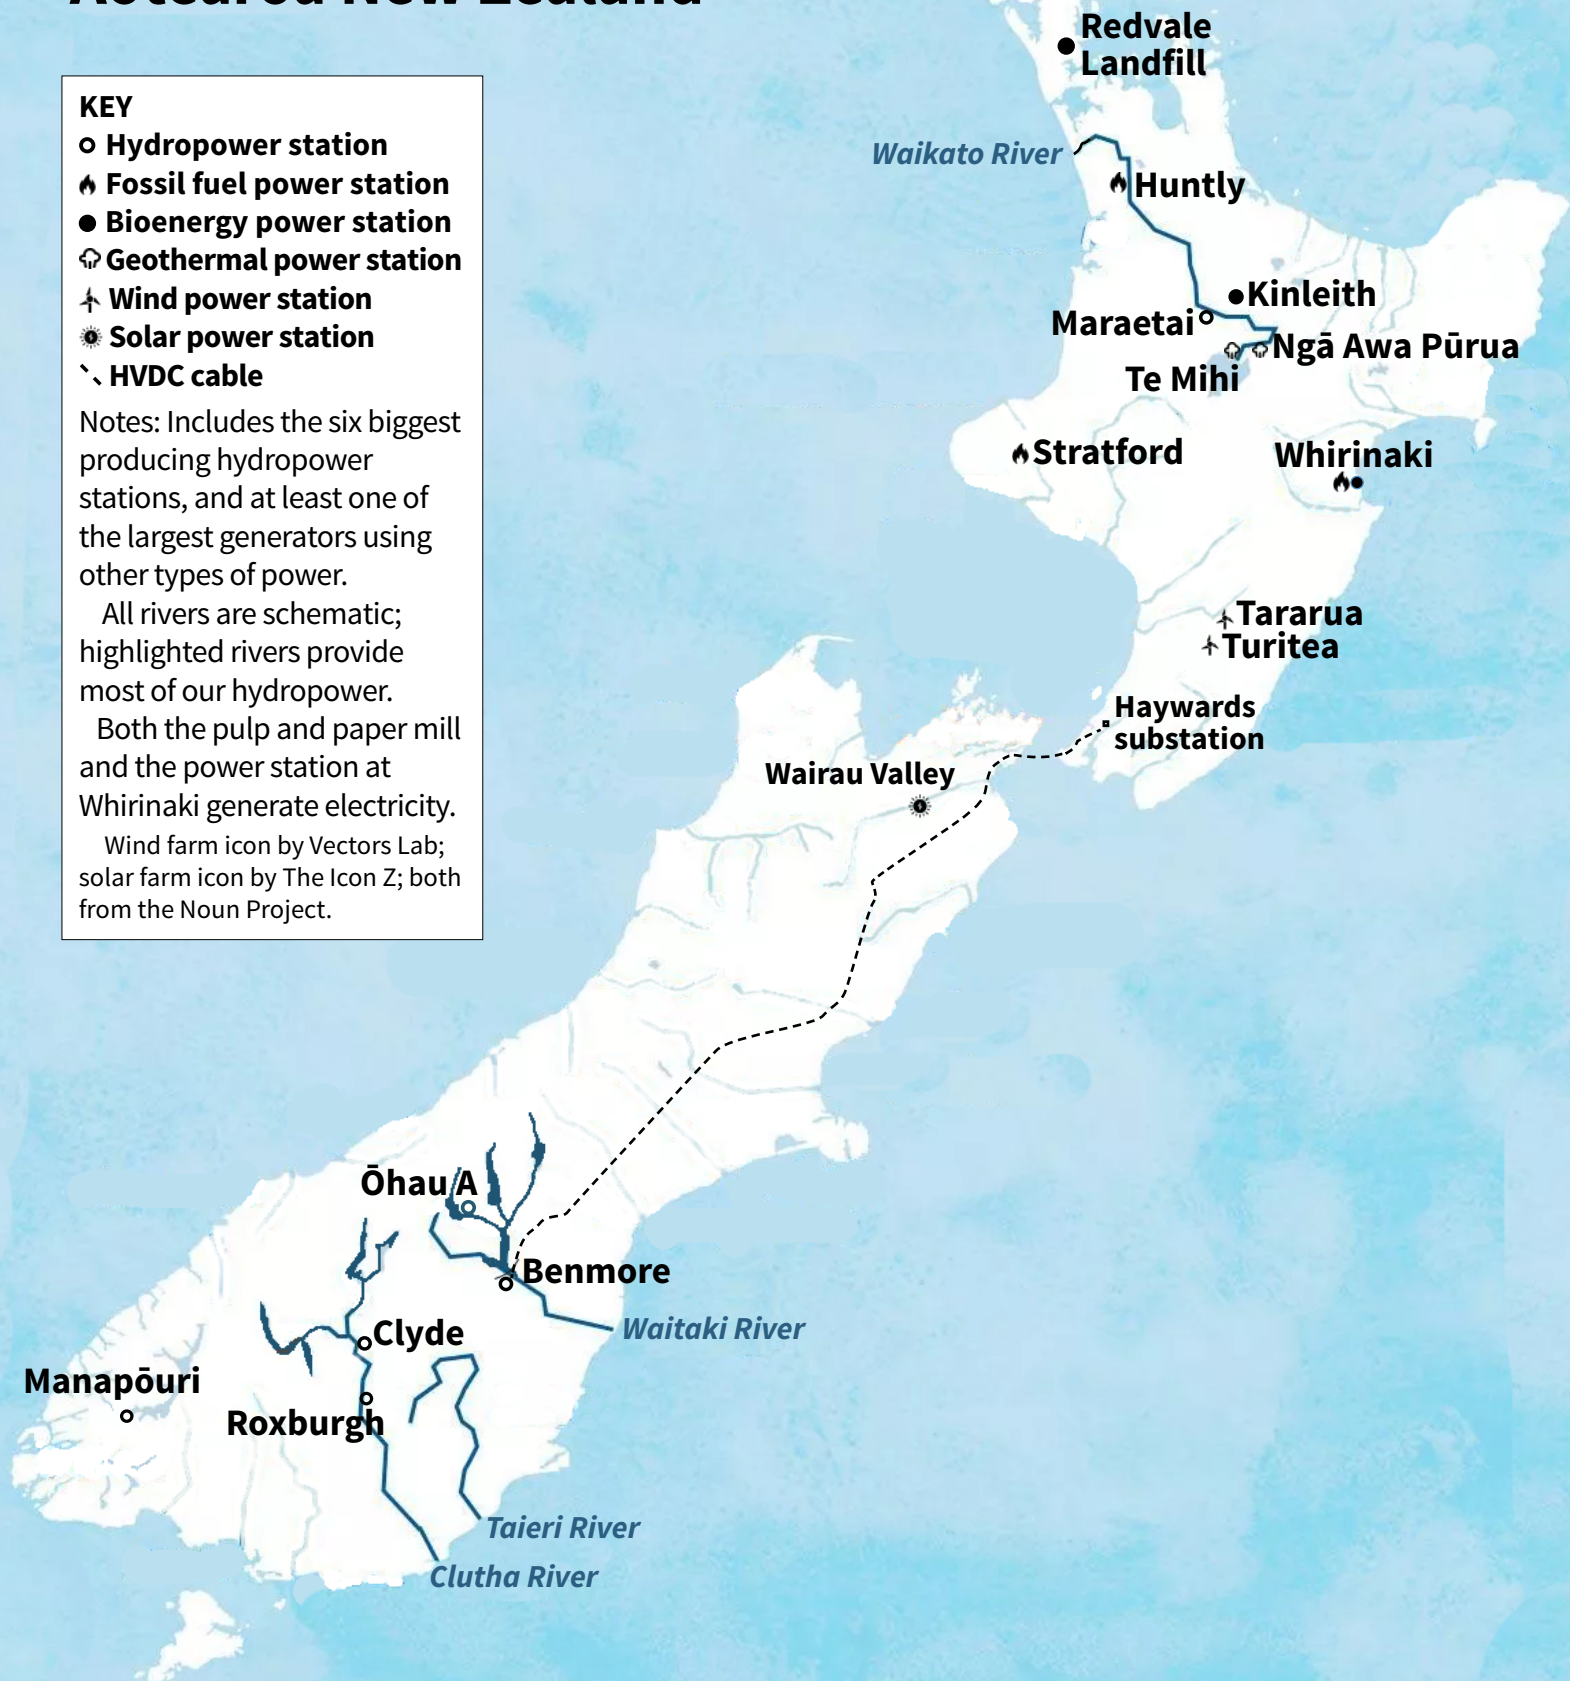 Aotearoa New Zealand
KEY
Hydropower station
Fossil fuel power station
Bioenergy power station
Geothermal power station
Wind power station
Solar power station
HVDC cable
Notes: Includes the six biggest
producing hydropower
stations, and at least one of
the largest generators using
other types of power.
All rivers are schematic;
highlighted rivers provide
most of our hydropower.
Both the pulp and paper mill
and the power station at
Whirinaki generate electricity.
Wind farm icon by Vectors Lab;
solar farm icon by The Icon Z; both
from the Noun Project.
Redvale
Landfill
Waikato River
Huntly
Kinleith
Maraetai
Ngā Awa Pūrua
Te Mihi
Stratford
Whirinaki
Tararua
Turitea
Haywards
substation
Wairau Valley
Ōhau A
Benmore
Waitaki River
Clyde
Manapōuri
Roxburgh
Taieri River
Clutha River